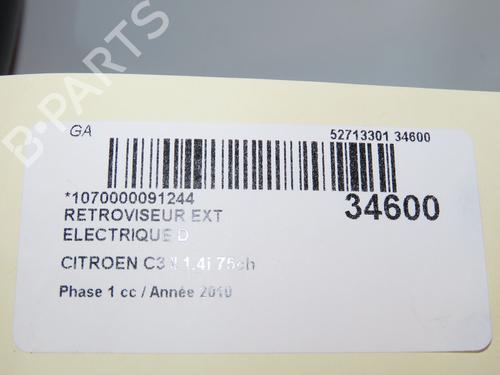 B-PARTS
GA
52713301 34600
*1070000091244
34600
RETROVISEUR EXT
ELECTRIQUE D
CITROEN C3 II 1.4i 75ch
Phase 1 cc / Année 2010